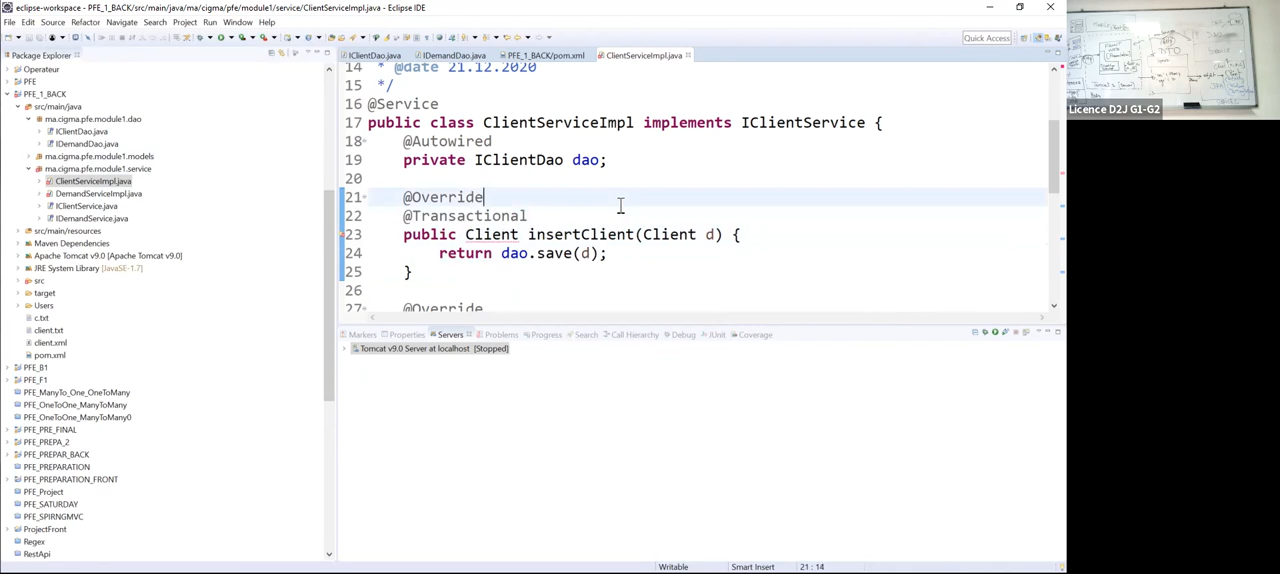 eclipse-workspace - PFE_1_BACK/src/main/java/ma/cigma/pfe/module1/service/ClientServiceImpl.java - Eclipse IDE
File Edit Source Refactor Navigate Search Project Run Window Help
Quick Access
Package Explorer
IClientDao.java
IDemandDao.java
PFE_1_BACK/pom.xml
ClientServiceImpl.java
Operateur
PFE
PFE_1_BACK
src/main/java
ma.cigma.pfe.module1.dao
IClientDao.java
IDemandDao.java
ma.cigma.pfe.module1.models
ma.cigma.pfe.module1.service
ClientServiceImpl.java
DemandServiceImpl.java
IClientService.java
IDemandService.java
src/main/resources
Maven Dependencies
Apache Tomcat v9.0 [Apache Tomcat v9.0]
JRE System Library [JavaSE-1.7]
src
target
Users
c.txt
client.txt
client.xml
pom.xml
PFE_B1
PFE_F1
PFE_ManyTo_One_OneToMany
PFE_OneToOne_ManyToMany
PFE_OneToOne_ManyToMany0
PFE_PRE_FINAL
PFE_PREPA_2
PFE_PREPAR_BACK
PFE_PREPARATION
PFE_PREPARATION_FRONT
PFE_Project
PFE_SATURDAY
PFE_SPIRNGMVC
ProjectFront
Regex
RestApi
14 * @date 21.12.2020
15 */
16 @Service
17 public class ClientServiceImpl implements IClientService {
18 @Autowired
19 private IClientDao dao;
20
21 @Override
22 @Transactional
23 public Client insertClient(Client d) {
24 return dao.save(d);
25 }
26
27 @Override
Markers Properties Servers Problems Progress Search Call Hierarchy Debug JUnit Coverage
Tomcat v9.0 Server at localhost [Stopped]
Writable Smart Insert 21 : 14
Licence D2J G1-G2